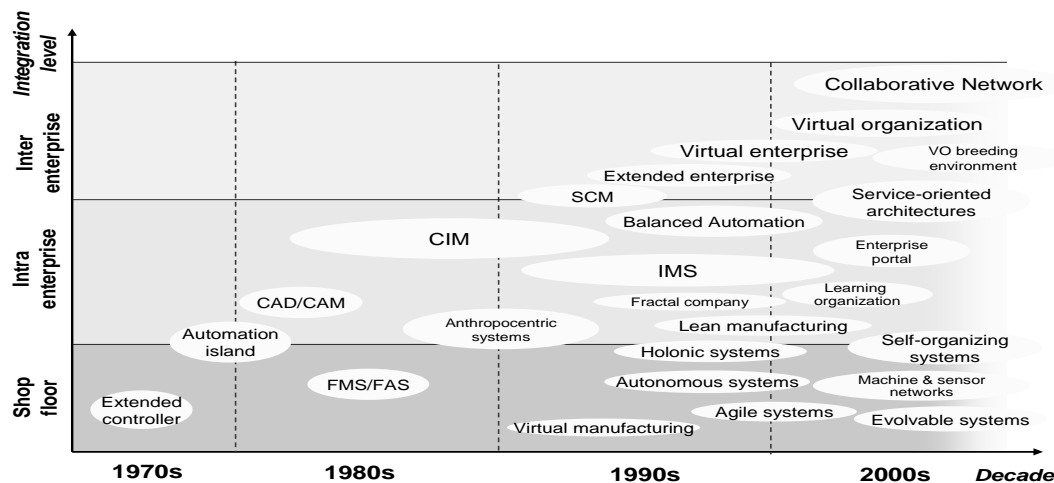 Integration
level
Collaborative Network
Virtual organization
Inter
enterprise
Virtual enterprise
VO breeding
environment
Extended enterprise
SCM
Service-oriented
architectures
Balanced Automation
CIM
Intra
enterprise
Enterprise
portal
IMS
CAD/CAM
Fractal company
Learning
organization
Anthropocentric
systems
Lean manufacturing
Automation
island
Self-organizing
systems
Holonic systems
Shop
floor
FMS/FAS
Autonomous systems
Machine & sensor
networks
Extended
controller
Agile systems
Evolvable systems
Virtual manufacturing
1970s
1980s
1990s
2000s
Decade